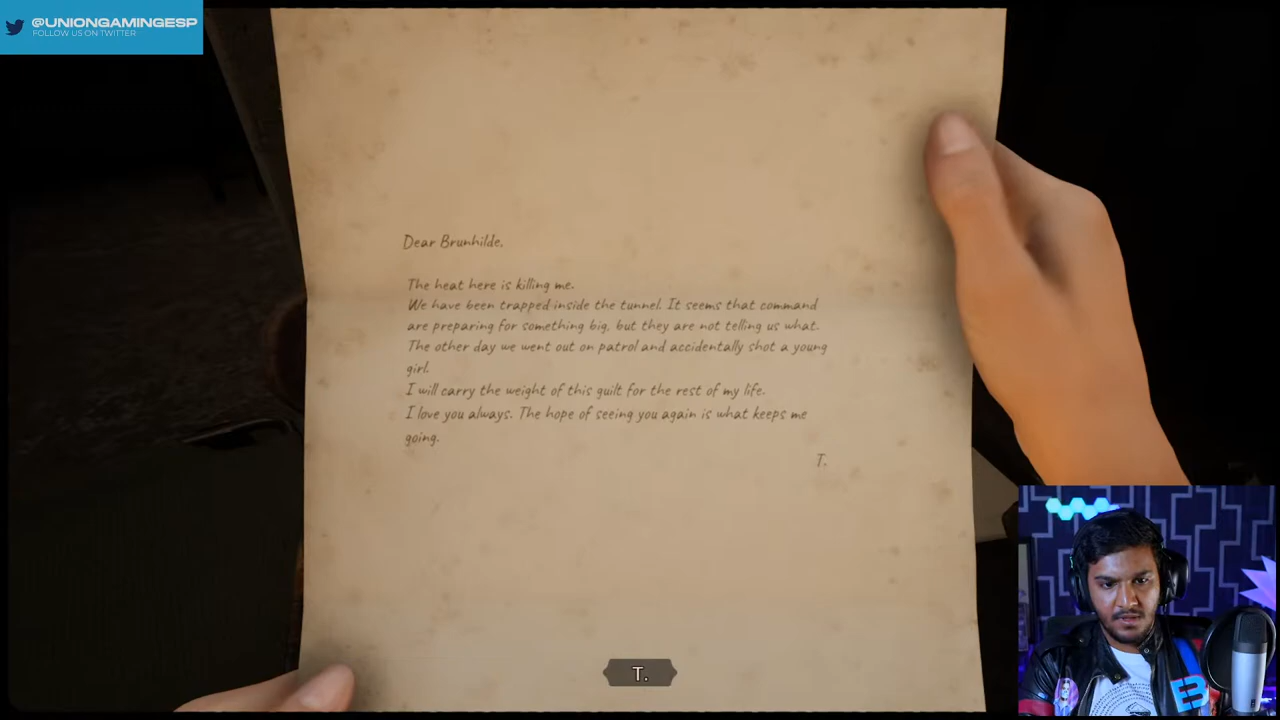 @UNIONGAMINGESP
FOLLOW US ON TWITTER
Dear Brunhilde,
The heat here is killing me.
We have been trapped inside the tunnel. It seems that command
are preparing for something big, but they are not telling us what.
The other day we went out on patrol and accidentally shot a young
girl.
I will carry the weight of this guilt for the rest of my life.
I love you always. The hope of seeing you again is what keeps me
going.
T.
T.